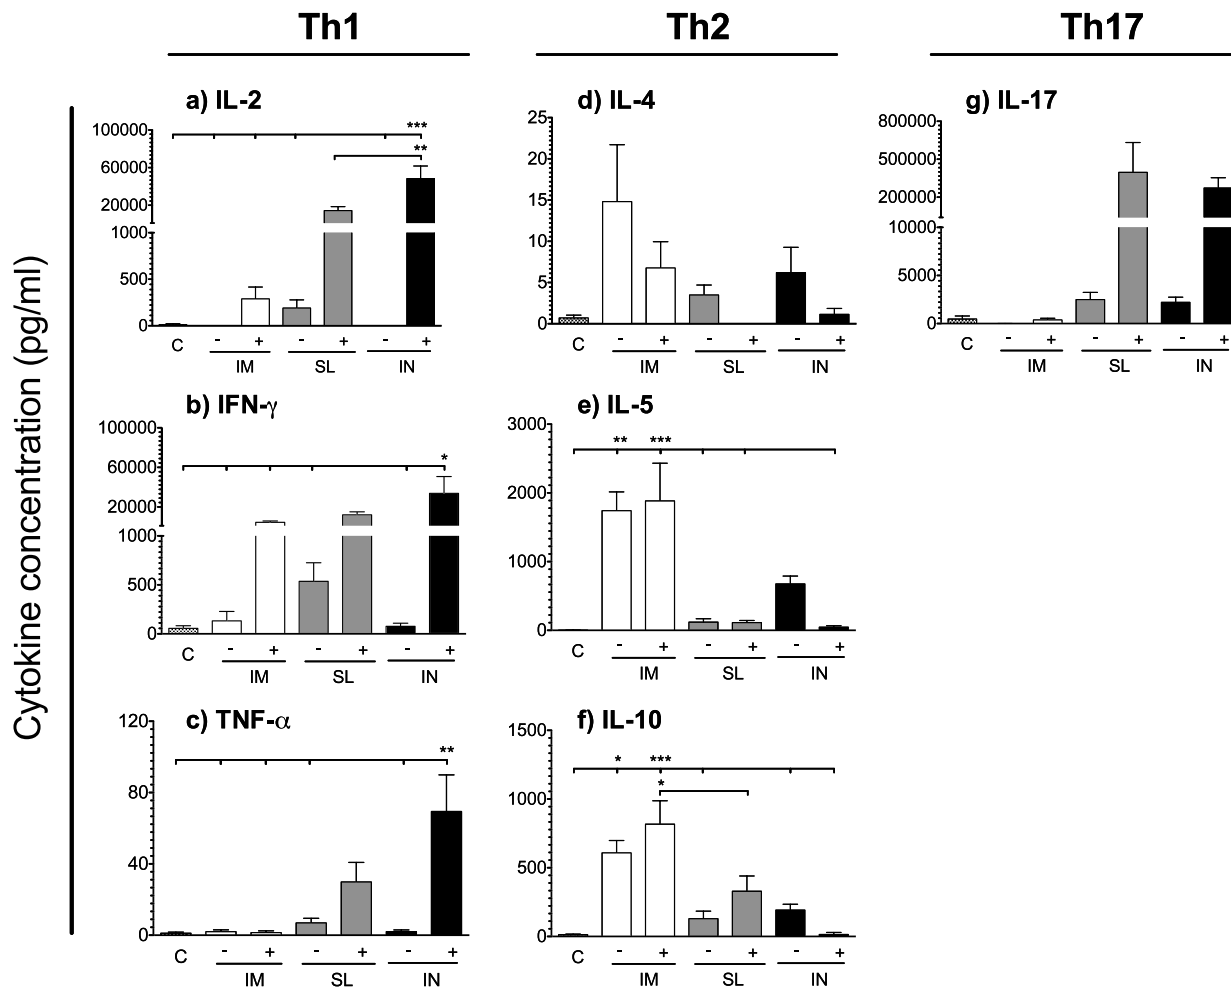 Th1 Th2 Th17
Cytokine concentration (pg/ml)
a) IL-2
100000
60000
20000
1000
500
0
***
**
C - + - + - +
IM SL IN
b) IFN-γ
100000
60000
20000
1000
500
0
*
C - + - + - +
IM SL IN
c) TNF-α
120
80
40
0
**
C - + - + - +
IM SL IN
d) IL-4
25
20
15
10
5
0
C - + - + - +
IM SL IN
e) IL-5
3000
2000
1000
0
** ***
C - + - + - +
IM SL IN
f) IL-10
1500
1000
500
0
* ***
*
C - + - + - +
IM SL IN
g) IL-17
800000
500000
200000
10000
5000
0
C - + - + - +
IM SL IN